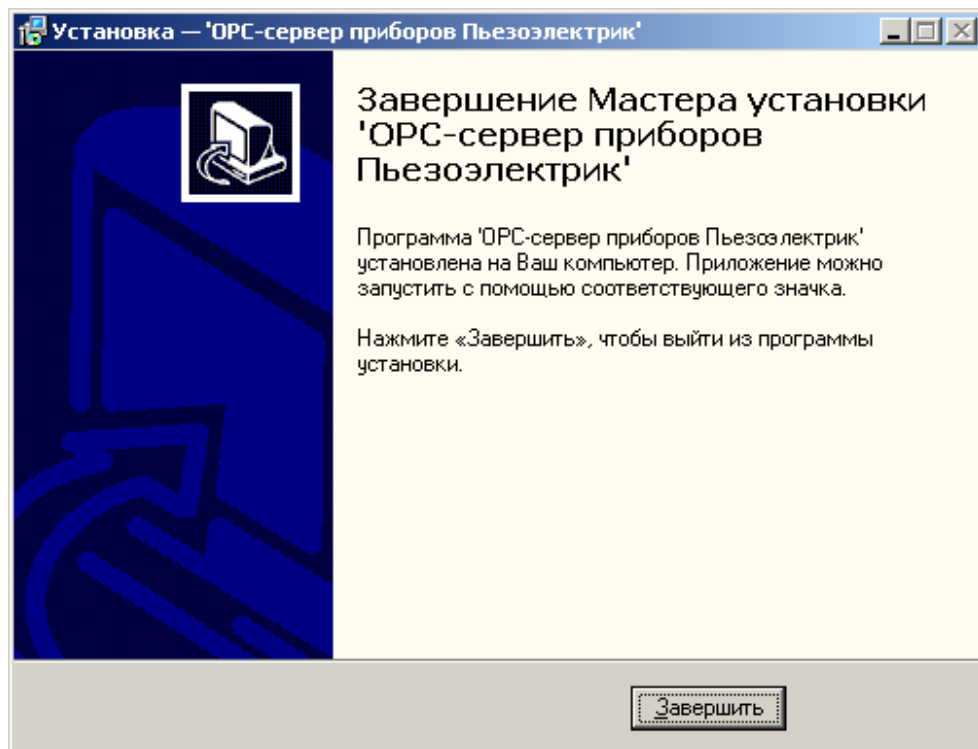 Установка — 'ОРС-сервер приборов Пьезоэлектрик'
Завершение Мастера установки
'ОРС-сервер приборов
Пьезоэлектрик'
Программа 'ОРС-сервер приборов Пьезоэлектрик'
установлена на Ваш компьютер. Приложение можно
запустить с помощью соответствующего значка.
Нажмите «Завершить», чтобы выйти из программы
установки.
Завершить